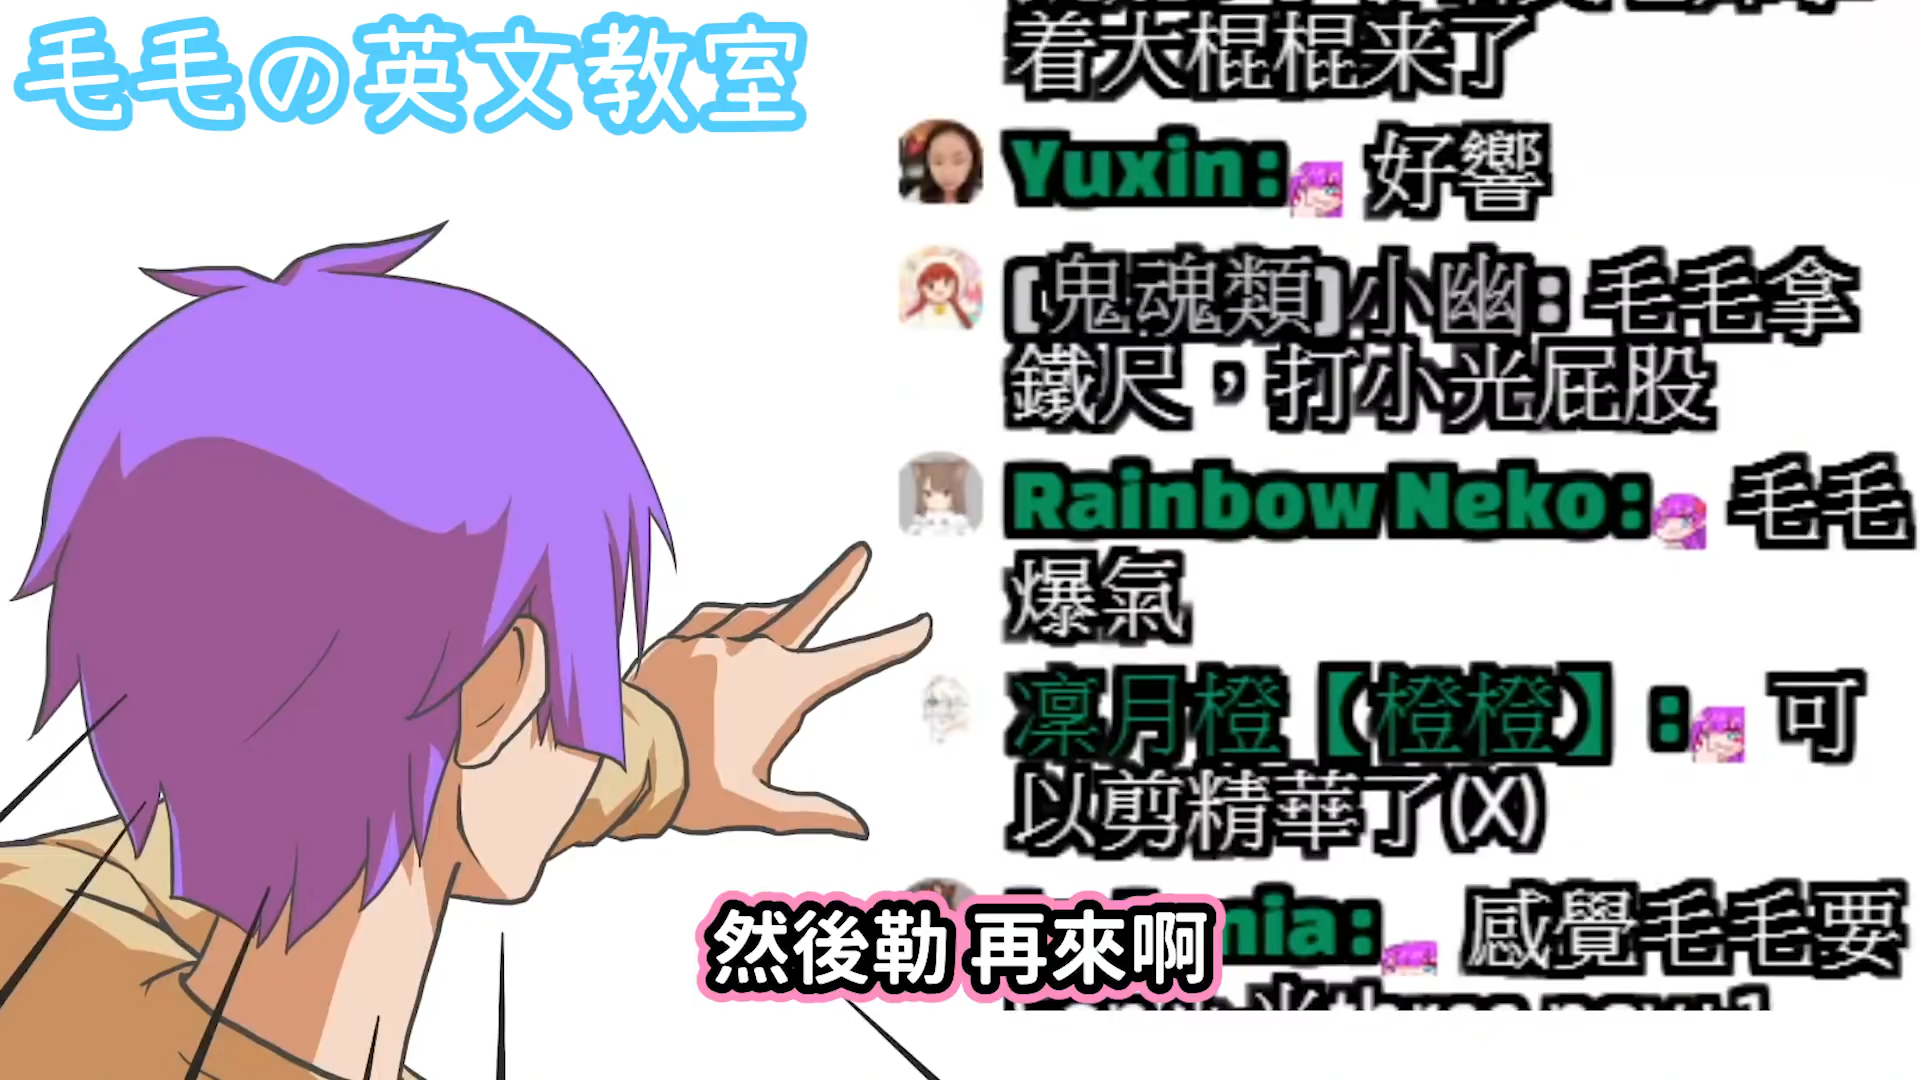 毛毛の英文教室
着大棍棍来了
Yuxin: 好響
[鬼魂類]小幽: 毛毛拿
鐵尺，打小光屁股
Rainbow Neko: 毛毛
爆氣
凛月橙【橙橙】: 可
以剪精華了(X)
nia: 感覺毛毛要
然後勒 再來啊